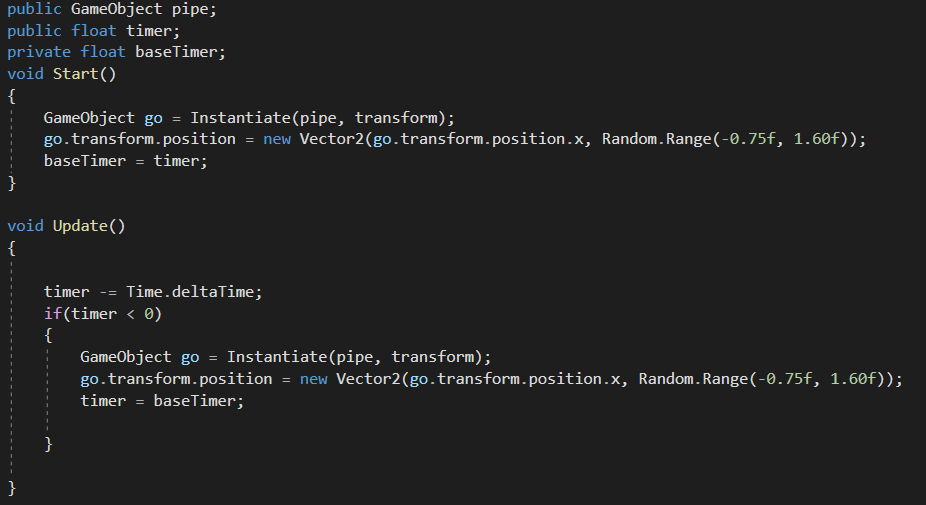 public GameObject pipe;
public float timer;
private float baseTimer;
void Start()
{
    GameObject go = Instantiate(pipe, transform);
    go.transform.position = new Vector2(go.transform.position.x, Random.Range(-0.75f, 1.60f));
    baseTimer = timer;
}

void Update()
{

    timer -= Time.deltaTime;
    if(timer < 0)
    {
        GameObject go = Instantiate(pipe, transform);
        go.transform.position = new Vector2(go.transform.position.x, Random.Range(-0.75f, 1.60f));
        timer = baseTimer;

    }

}